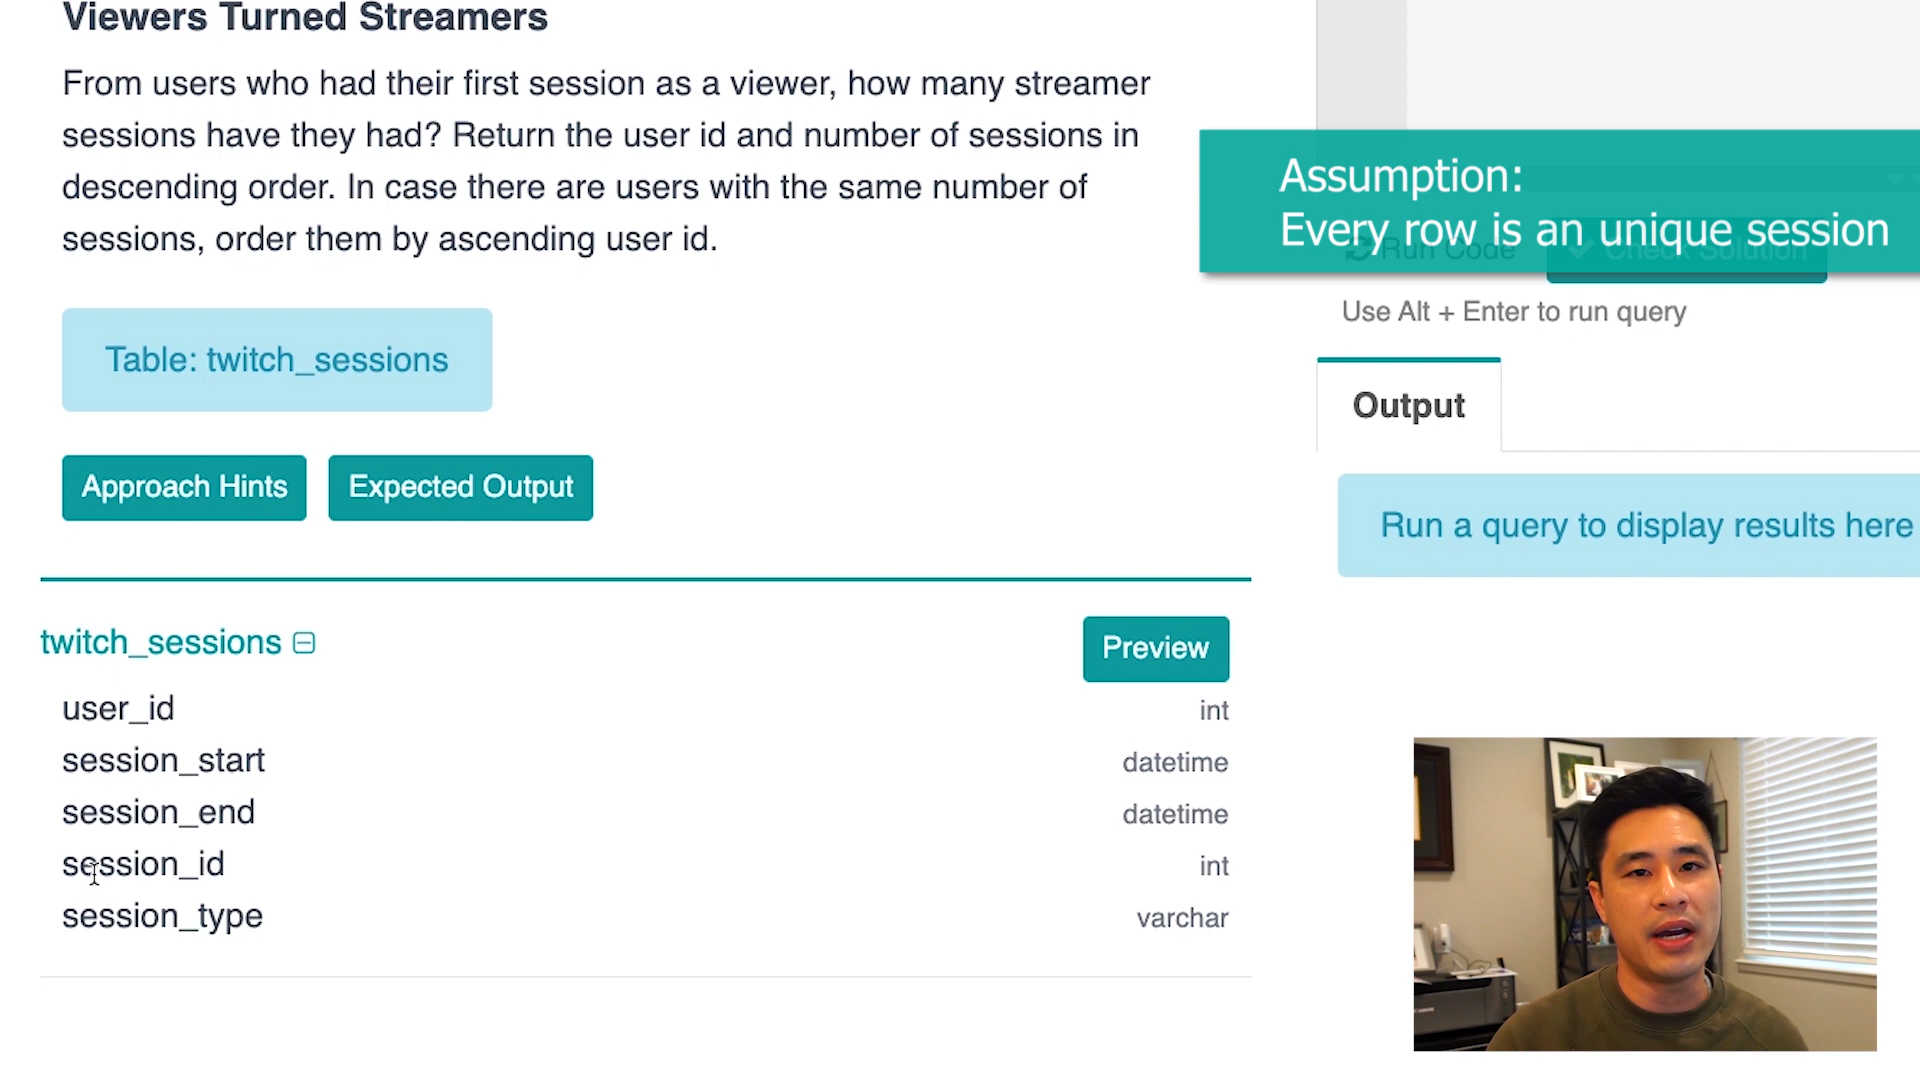 Viewers Turned Streamers
From users who had their first session as a viewer, how many streamer
sessions have they had? Return the user id and number of sessions in
descending order. In case there are users with the same number of
sessions, order them by ascending user id.
Table: twitch_sessions
Approach Hints
Expected Output
twitch_sessions
Preview
user_id int
session_start datetime
session_end datetime
session_id int
session_type varchar
Assumption:
Every row is an unique session
Run Code
Check Solution
Use Alt + Enter to run query
Output
Run a query to display results here